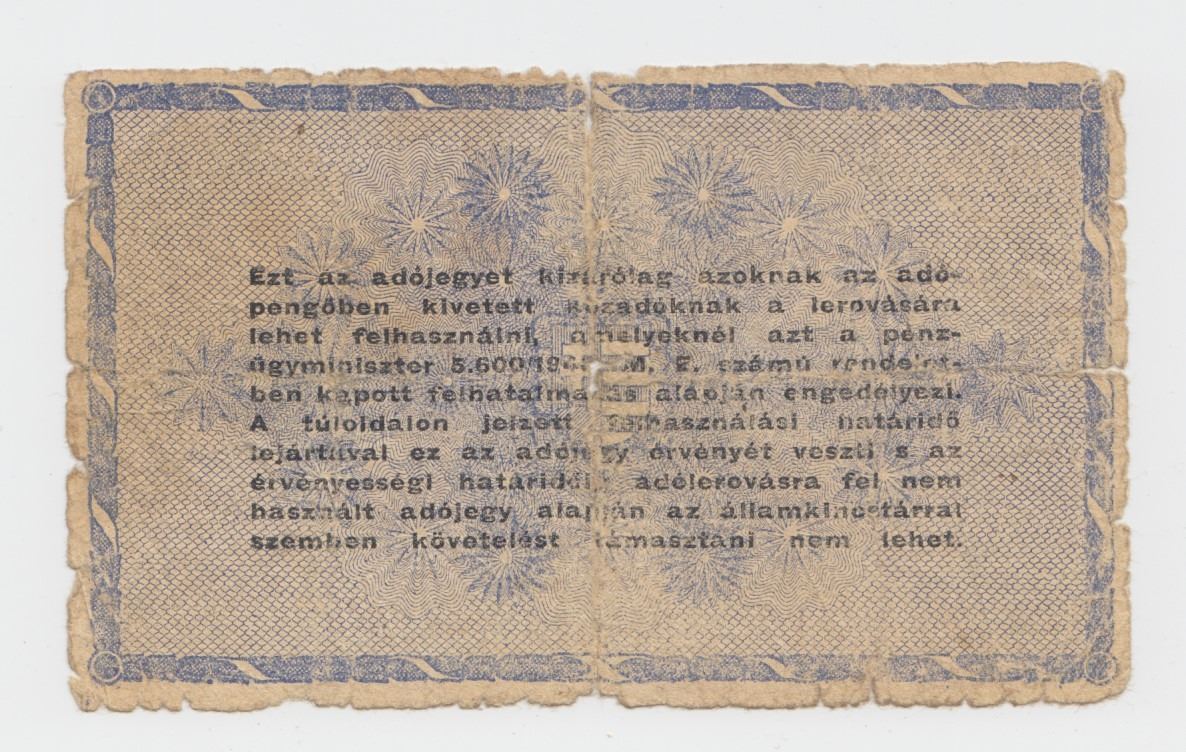 Ezt az adójegyet kizárólag azoknak az adó-
pengőben kivetett közadóknak a lerovására
lehet felhasználni, amelyeknél azt a pénz-
ügyminiszter M. E. számú rendelet-
ben kapott felhatalmazás alapján engedélyezi.
A túloldalon jelzett felhasználási határidő
lejártával ez az adójegy érvényét veszti s az
érvényességi határidőig adólerovásra fel nem
használt adójegy alapján az államkincstárral
szemben követelést támasztani nem lehet.